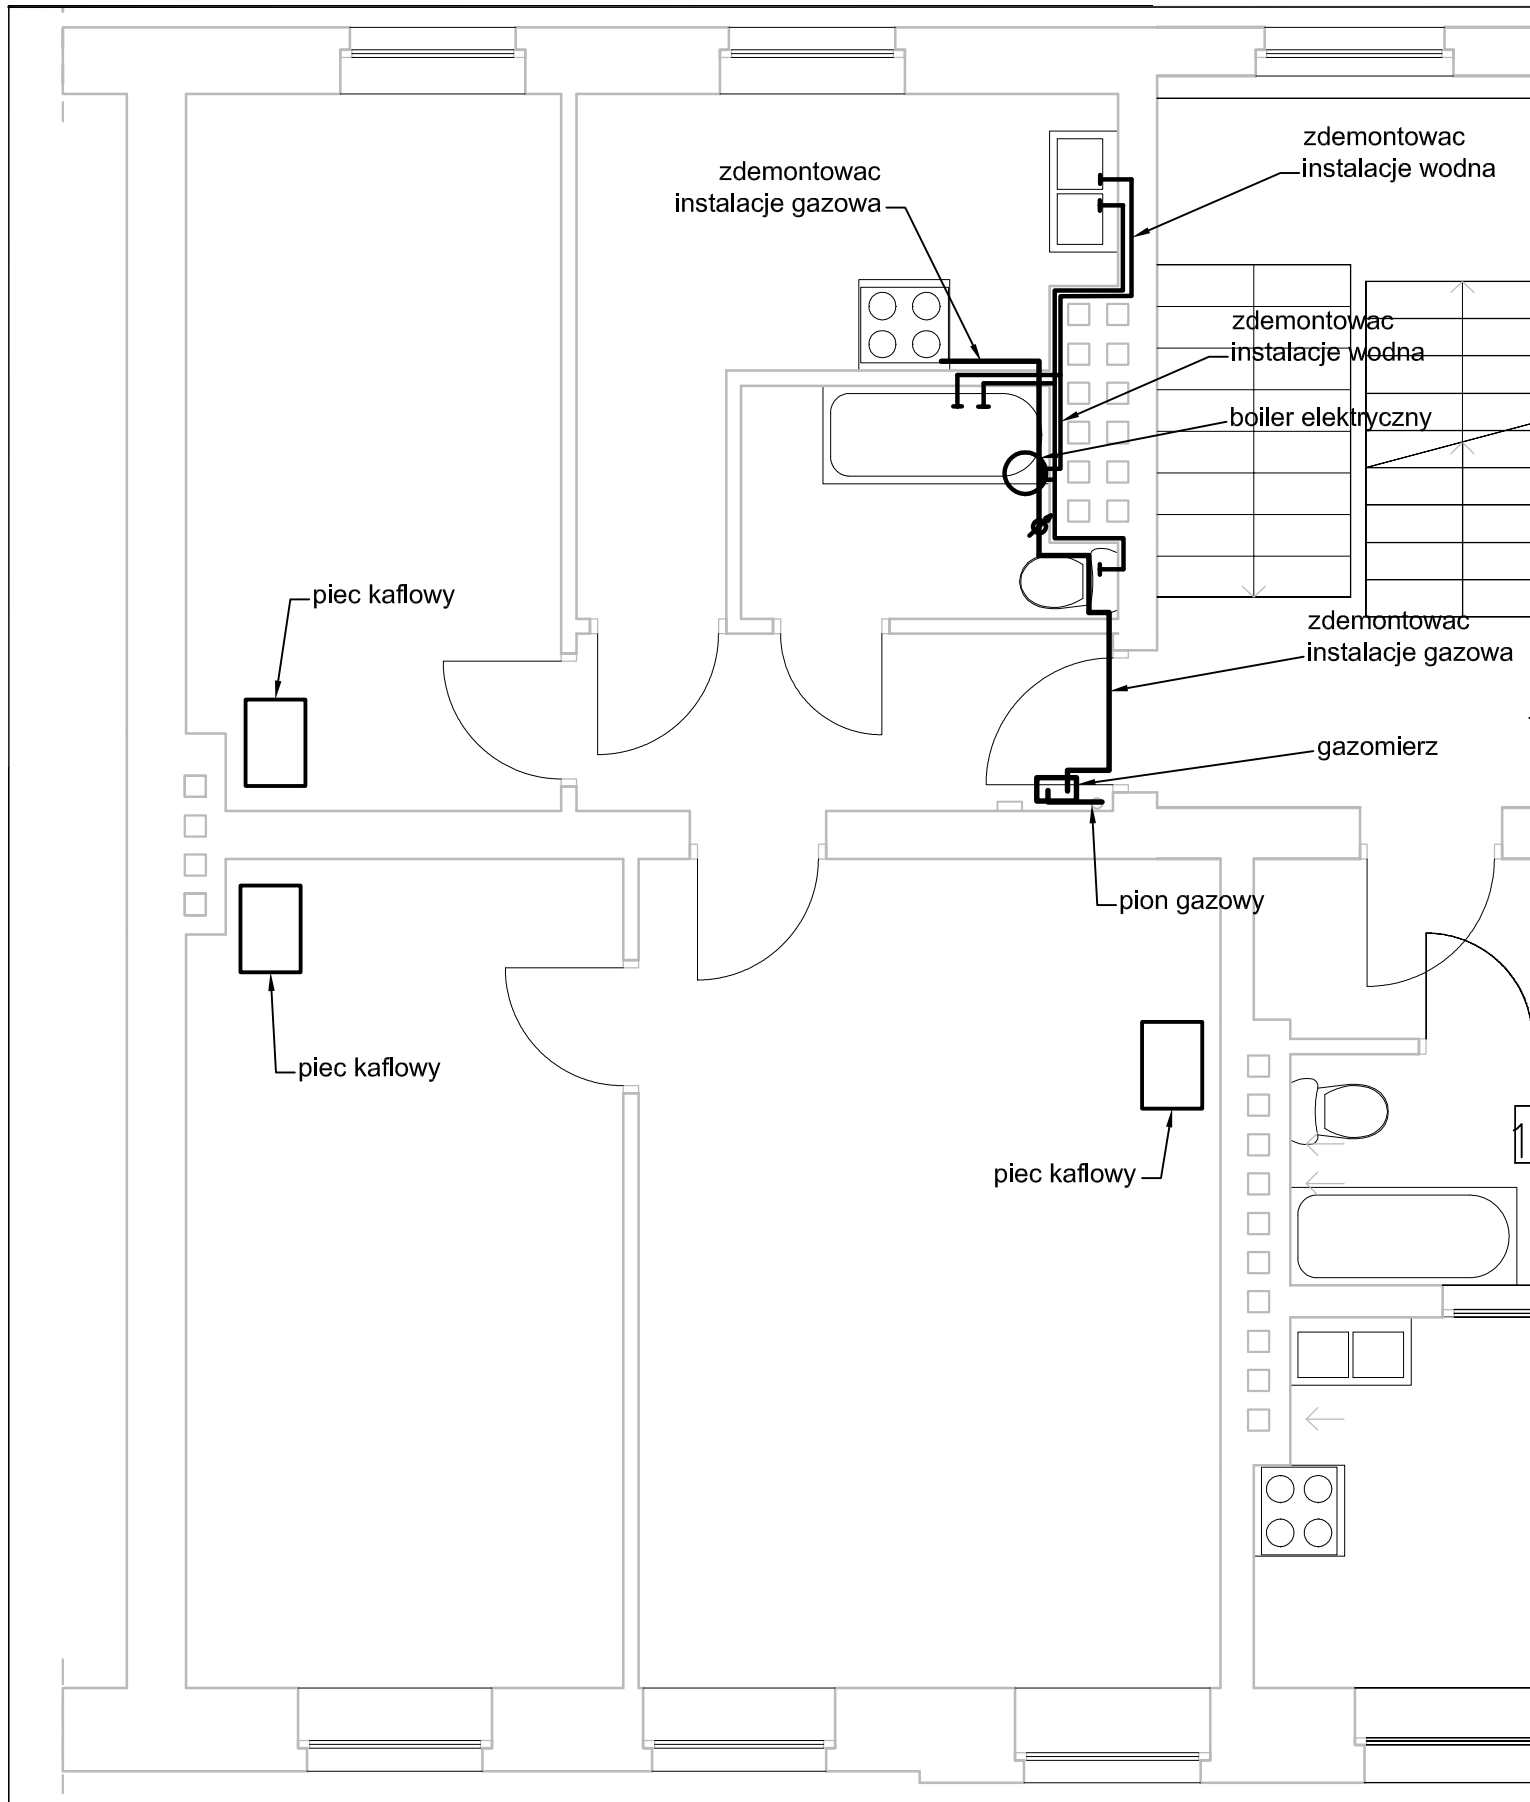 zdemontowac
instalacje wodna
zdemontowac
instalacje gazowa
zdemontowac
instalacje wodna
boiler elektryczny
piec kaflowy
zdemontowac
instalacje gazowa
gazomierz
pion gazowy
piec kaflowy
piec kaflowy
1